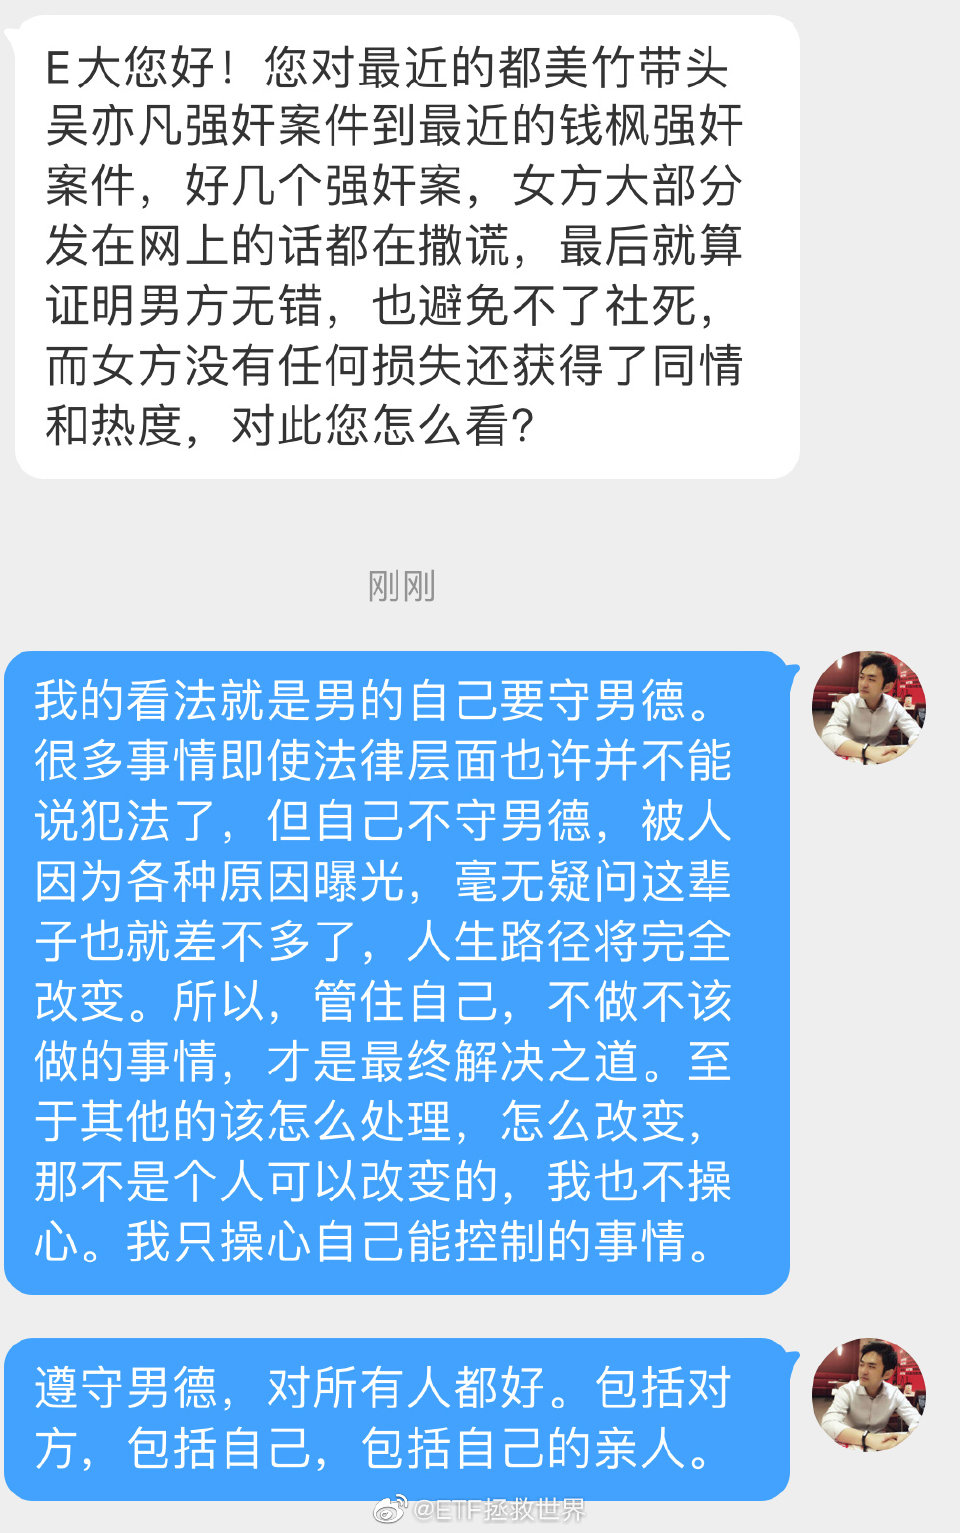 E大您好！您对最近的都美竹带头
吴亦凡强奸案件到最近的钱枫强奸
案件，好几个强奸案，女方大部分
发在网上的话都在撒谎，最后就算
证明男方无错，也避免不了社死，
而女方没有任何损失还获得了同情
和热度，对此您怎么看？
刚刚
我的看法就是男的自己要守男德。
很多事情即使法律层面也许并不能
说犯法了，但自己不守男德，被人
因为各种原因曝光，毫无疑问这辈
子也就差不多了，人生路径将完全
改变。所以，管住自己，不做不该
做的事情，才是最终解决之道。至
于其他的该怎么处理，怎么改变，
那不是个人可以改变的，我也不操
心。我只操心自己能控制的事情。
遵守男德，对所有人都好。包括对
方，包括自己，包括自己的亲人。
@ETF拯救世界